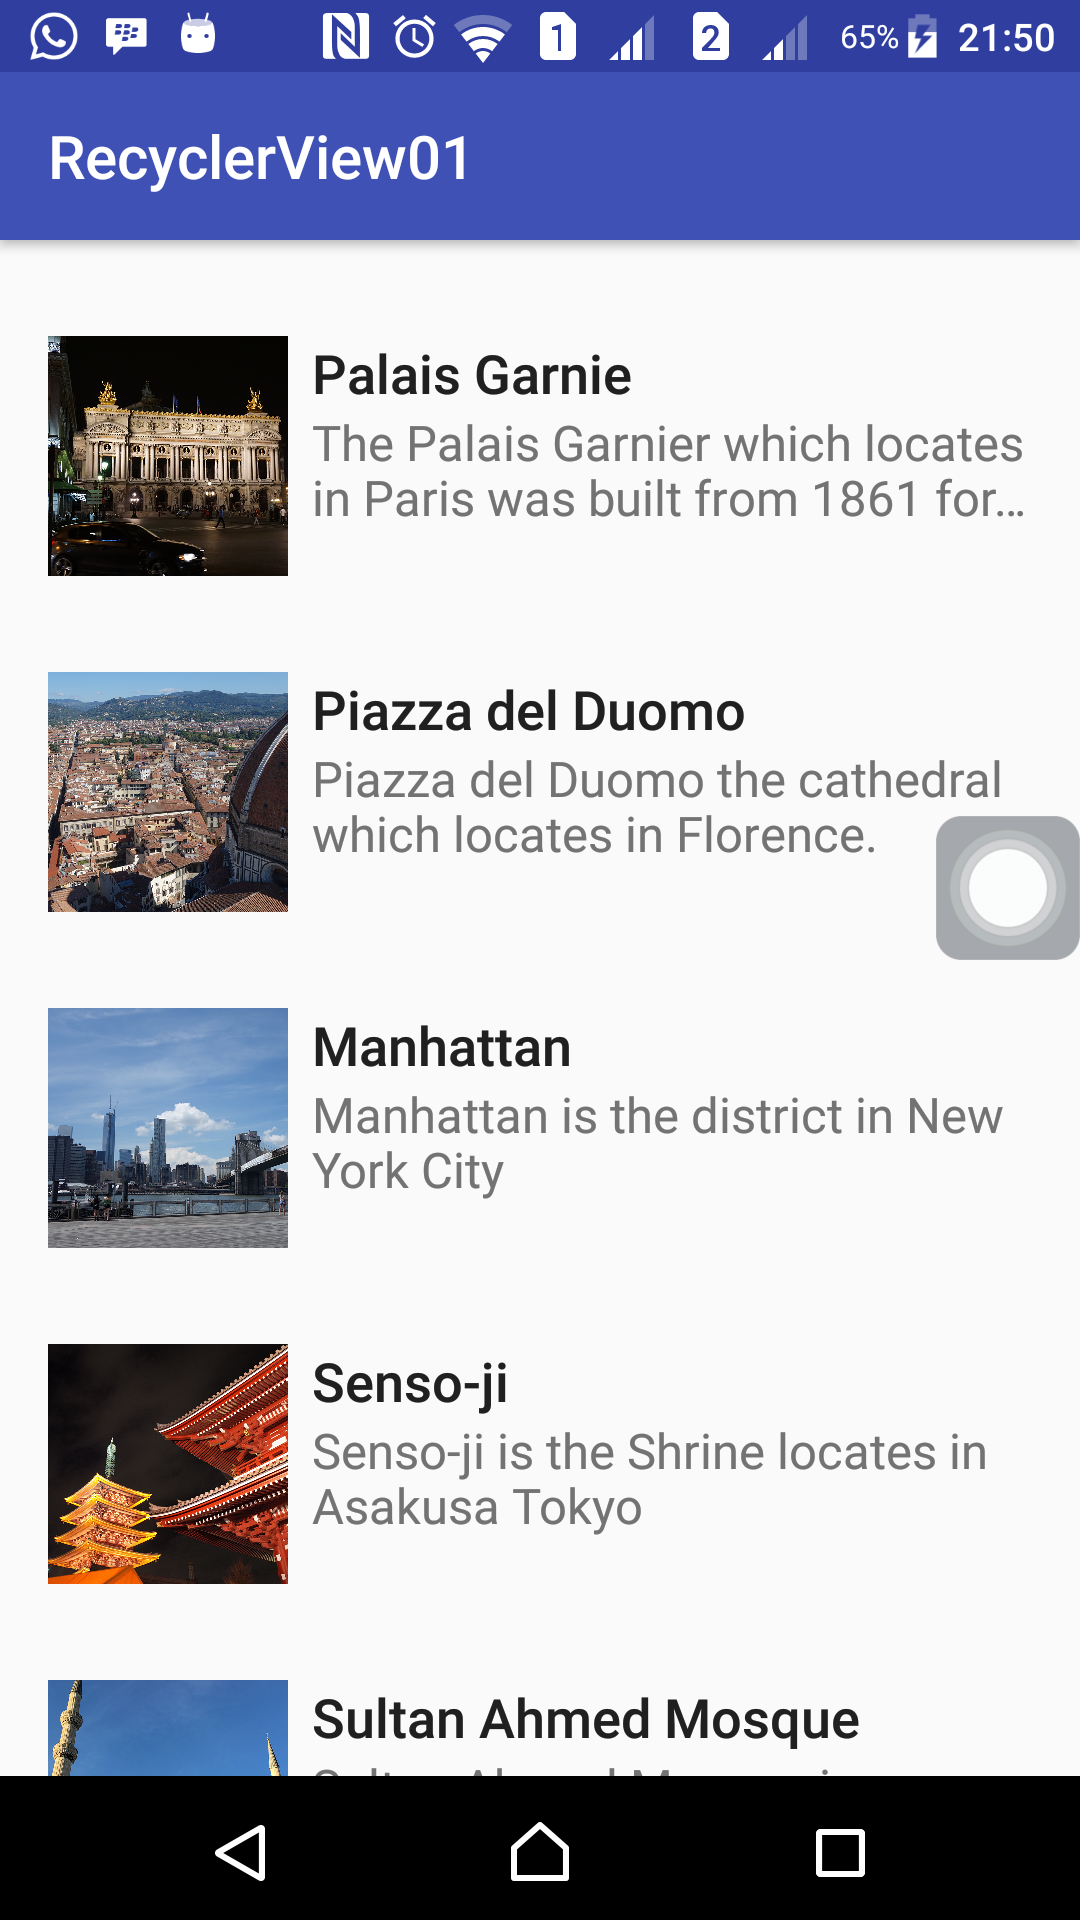 1 2 65% 21:50
RecyclerView01
Palais Garnie
The Palais Garnier which locates
in Paris was built from 1861 for...
Piazza del Duomo
Piazza del Duomo the cathedral
which locates in Florence.
Manhattan
Manhattan is the district in New
York City
Senso-ji
Senso-ji is the Shrine locates in
Asakusa Tokyo
Sultan Ahmed Mosque